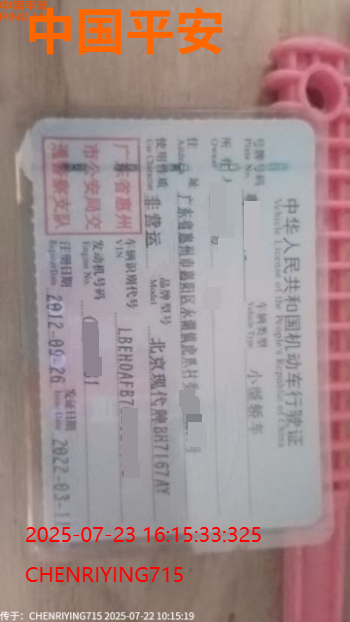 中国平安
中华人民共和国机动车行驶证
Vehicle License of the People's Republic of China
号牌号码
Plate No.
车辆类型
Vehicle Type
小型轿车
所有人
Owner
住址
Address
广东省惠州市惠阳区永湖镇虎爪村
号
使用性质
Use Character
非营运
品牌型号
Model
北京现代牌BH7167AY
广东省惠州
市公安局交
通警察支队
车辆识别代号
VIN
LBEHDAFB7
发动机号码
Engine No.
注册日期
Register Date
2012-09-26
发证日期
Issue Date
2022-03-1
2025-07-23 16:15:33:325
CHENRIYING715
传于：CHENRIYING715 2025-07-22 10:15:19